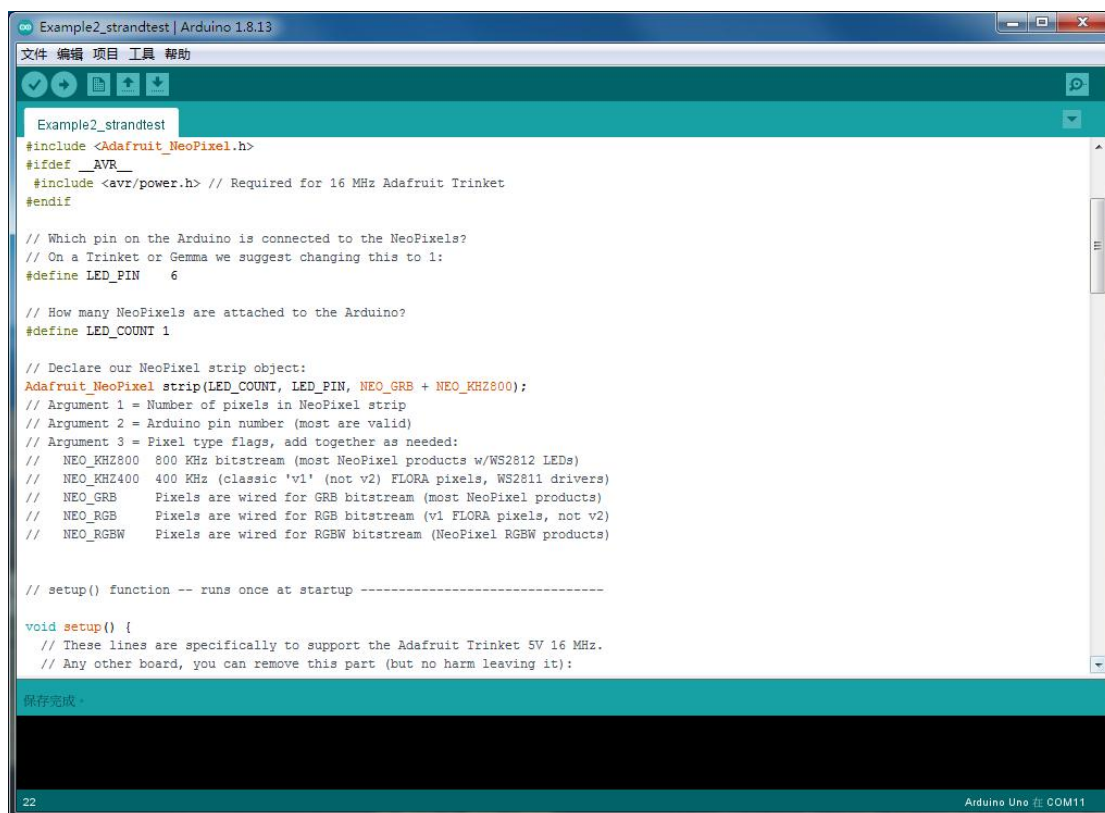 Example2_strandtest | Arduino 1.8.13
文件 编辑 项目 工具 帮助
Example2_strandtest
#include <Adafruit_NeoPixel.h>
#ifdef __AVR__
 #include <avr/power.h> // Required for 16 MHz Adafruit Trinket
#endif
// Which pin on the Arduino is connected to the NeoPixels?
// On a Trinket or Gemma we suggest changing this to 1:
#define LED_PIN    6
// How many NeoPixels are attached to the Arduino?
#define LED_COUNT 1
// Declare our NeoPixel strip object:
Adafruit_NeoPixel strip(LED_COUNT, LED_PIN, NEO_GRB + NEO_KHZ800);
// Argument 1 = Number of pixels in NeoPixel strip
// Argument 2 = Arduino pin number (most are valid)
// Argument 3 = Pixel type flags, add together as needed:
//   NEO_KHZ800  800 KHz bitstream (most NeoPixel products w/WS2812 LEDs)
//   NEO_KHZ400  400 KHz (classic 'v1' (not v2) FLORA pixels, WS2811 drivers)
//   NEO_GRB     Pixels are wired for GRB bitstream (most NeoPixel products)
//   NEO_RGB     Pixels are wired for RGB bitstream (v1 FLORA pixels, not v2)
//   NEO_RGBW    Pixels are wired for RGBW bitstream (NeoPixel RGBW products)
// setup() function -- runs once at startup --------------------------------
void setup() {
  // These lines are specifically to support the Adafruit Trinket 5V 16 MHz.
  // Any other board, you can remove this part (but no harm leaving it):
保存完成。
22
Arduino Uno 在 COM11